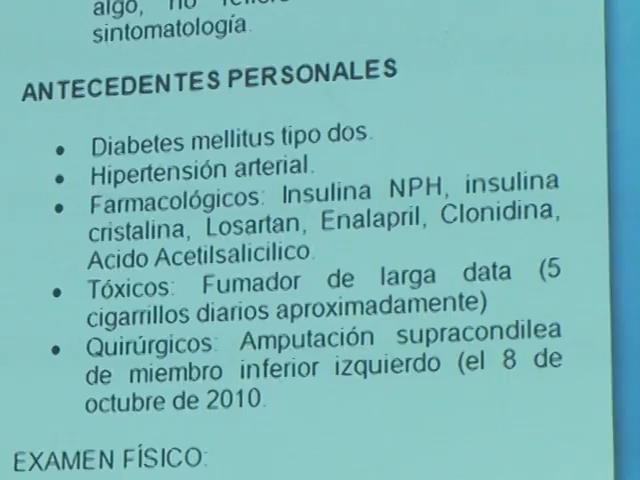 algo, no
sintomatología.
ANTECEDENTES PERSONALES
• Diabetes mellitus tipo dos.
• Hipertensión arterial.
• Farmacológicos: Insulina NPH, insulina
cristalina, Losartan, Enalapril, Clonidina,
Acido Acetilsalicilico.
• Tóxicos: Fumador de larga data (5
cigarrillos diarios aproximadamente)
• Quirúrgicos: Amputación supracondilea
de miembro inferior izquierdo (el 8 de
octubre de 2010.
EXAMEN FÍSICO: